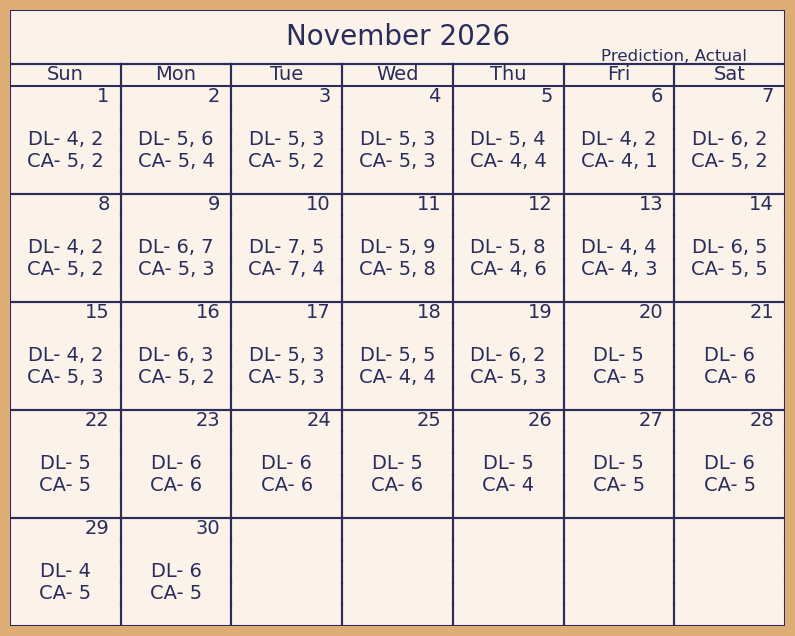 November 2026
Prediction, Actual
Sun Mon Tue Wed Thu Fri Sat
1 2 3 4 5 6 7
DL- 4, 2 DL- 5, 6 DL- 5, 3 DL- 5, 3 DL- 5, 4 DL- 4, 2 DL- 6, 2
CA- 5, 2 CA- 5, 4 CA- 5, 2 CA- 5, 3 CA- 4, 4 CA- 4, 1 CA- 5, 2
8 9 10 11 12 13 14
DL- 4, 2 DL- 6, 7 DL- 7, 5 DL- 5, 9 DL- 5, 8 DL- 4, 4 DL- 6, 5
CA- 5, 2 CA- 5, 3 CA- 7, 4 CA- 5, 8 CA- 4, 6 CA- 4, 3 CA- 5, 5
15 16 17 18 19 20 21
DL- 4, 2 DL- 6, 3 DL- 5, 3 DL- 5, 5 DL- 6, 2 DL- 5 DL- 6
CA- 5, 3 CA- 5, 2 CA- 5, 3 CA- 4, 4 CA- 5, 3 CA- 5 CA- 6
22 23 24 25 26 27 28
DL- 5 DL- 6 DL- 6 DL- 5 DL- 5 DL- 5 DL- 6
CA- 5 CA- 6 CA- 6 CA- 6 CA- 4 CA- 5 CA- 5
29 30
DL- 4 DL- 6
CA- 5 CA- 5